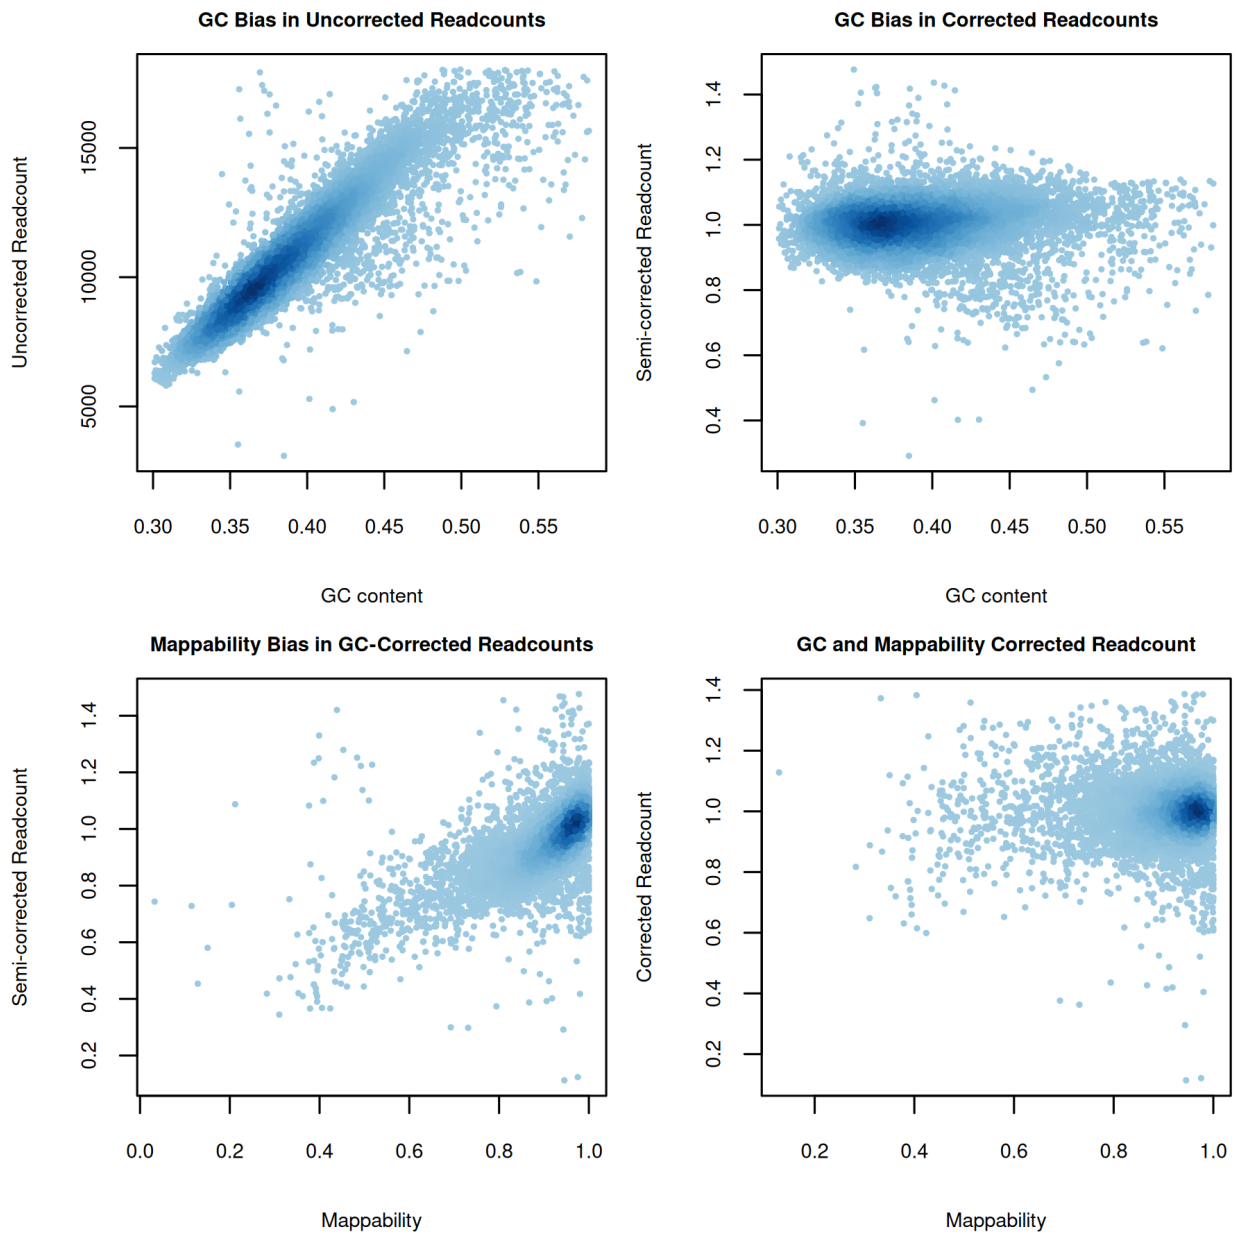 GC Bias in Uncorrected Readcounts
Uncorrected Readcount
15000
10000
5000
0.30 0.35 0.40 0.45 0.50 0.55
GC content
GC Bias in Corrected Readcounts
Semi-corrected Readcount
1.4
1.2
1.0
0.8
0.6
0.4
0.30 0.35 0.40 0.45 0.50 0.55
GC content
Mappability Bias in GC-Corrected Readcounts
Semi-corrected Readcount
1.4
1.2
1.0
0.8
0.6
0.4
0.2
0.0 0.2 0.4 0.6 0.8 1.0
Mappability
GC and Mappability Corrected Readcount
Corrected Readcount
1.4
1.2
1.0
0.8
0.6
0.4
0.2
0.2 0.4 0.6 0.8 1.0
Mappability